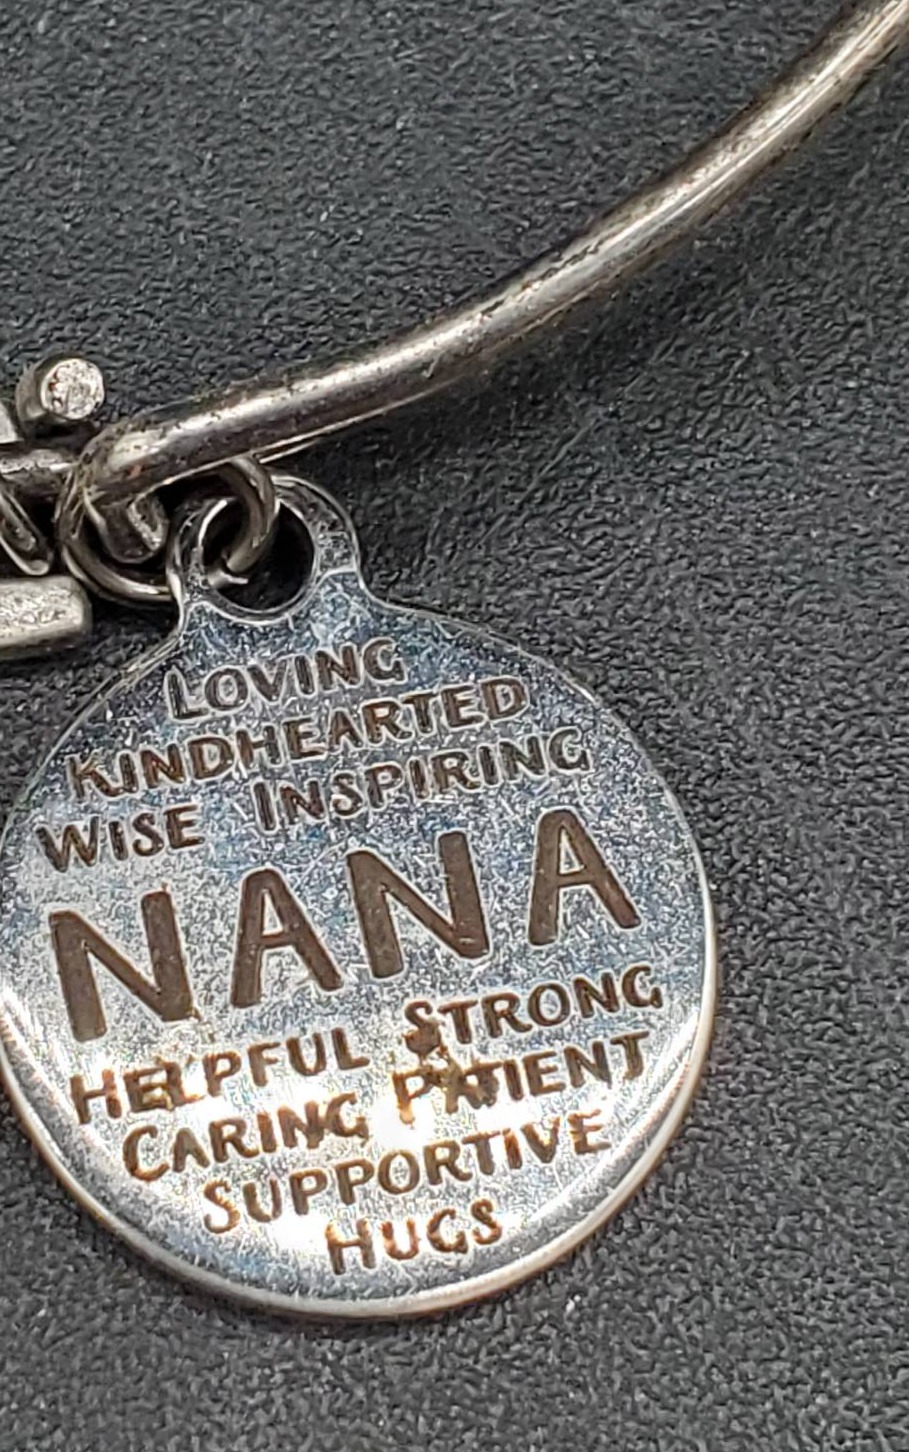 LOVING
KINDHEARTED
WISE INSPIRING
NANA
HELPFUL STRONG
CARING PATIENT
SUPPORTIVE
HUGS